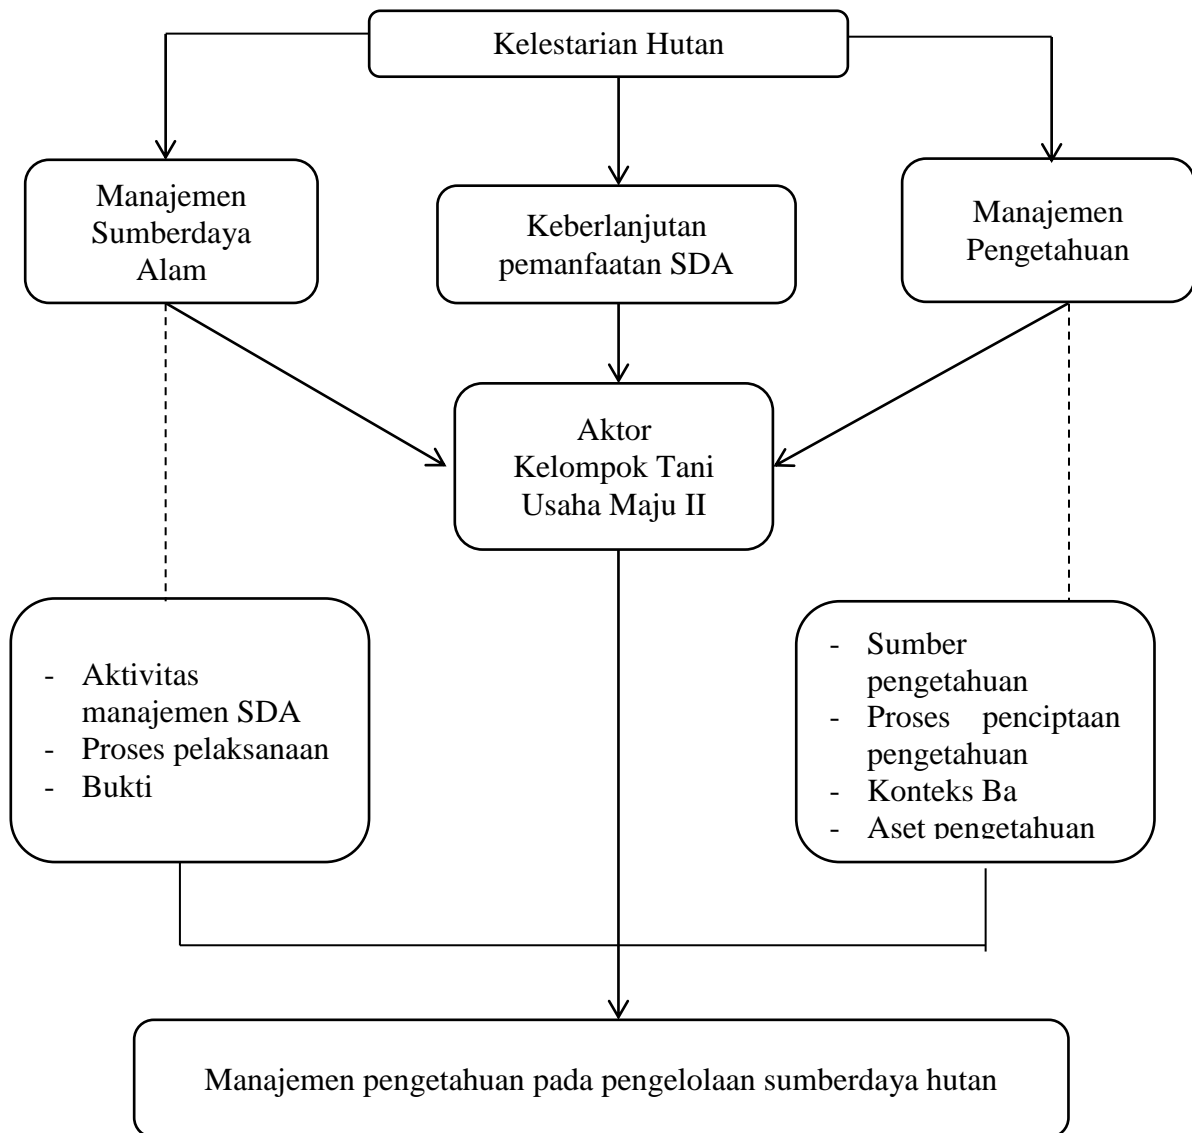 Kelestarian Hutan
Manajemen
Sumberdaya
Alam
Keberlanjutan
pemanfaatan SDA
Manajemen
Pengetahuan
Aktor
Kelompok Tani
Usaha Maju II
- Aktivitas
manajemen SDA
- Proses pelaksanaan
- Bukti
- Sumber
pengetahuan
- Proses penciptaan
pengetahuan
- Konteks Ba
- Aset pengetahuan
Manajemen pengetahuan pada pengelolaan sumberdaya hutan